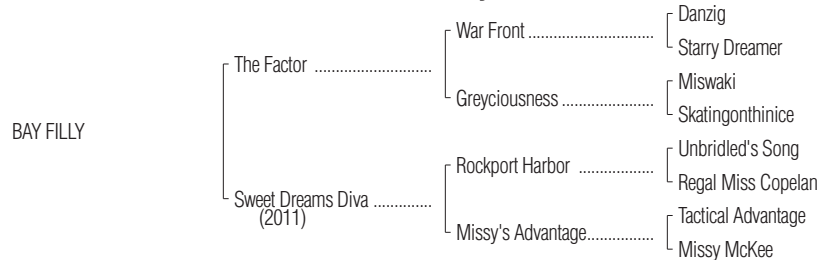 Danzig
War Front ..................................
Starry Dreamer
The Factor ................................
Miswaki
Greyciousness .........................
Skatingonthinice
BAY FILLY
Unbridled's Song
Rockport Harbor .....................
Regal Miss Copelan
Sweet Dreams Diva ..............
(2011)
Tactical Advantage
Missy's Advantage..................
Missy McKee